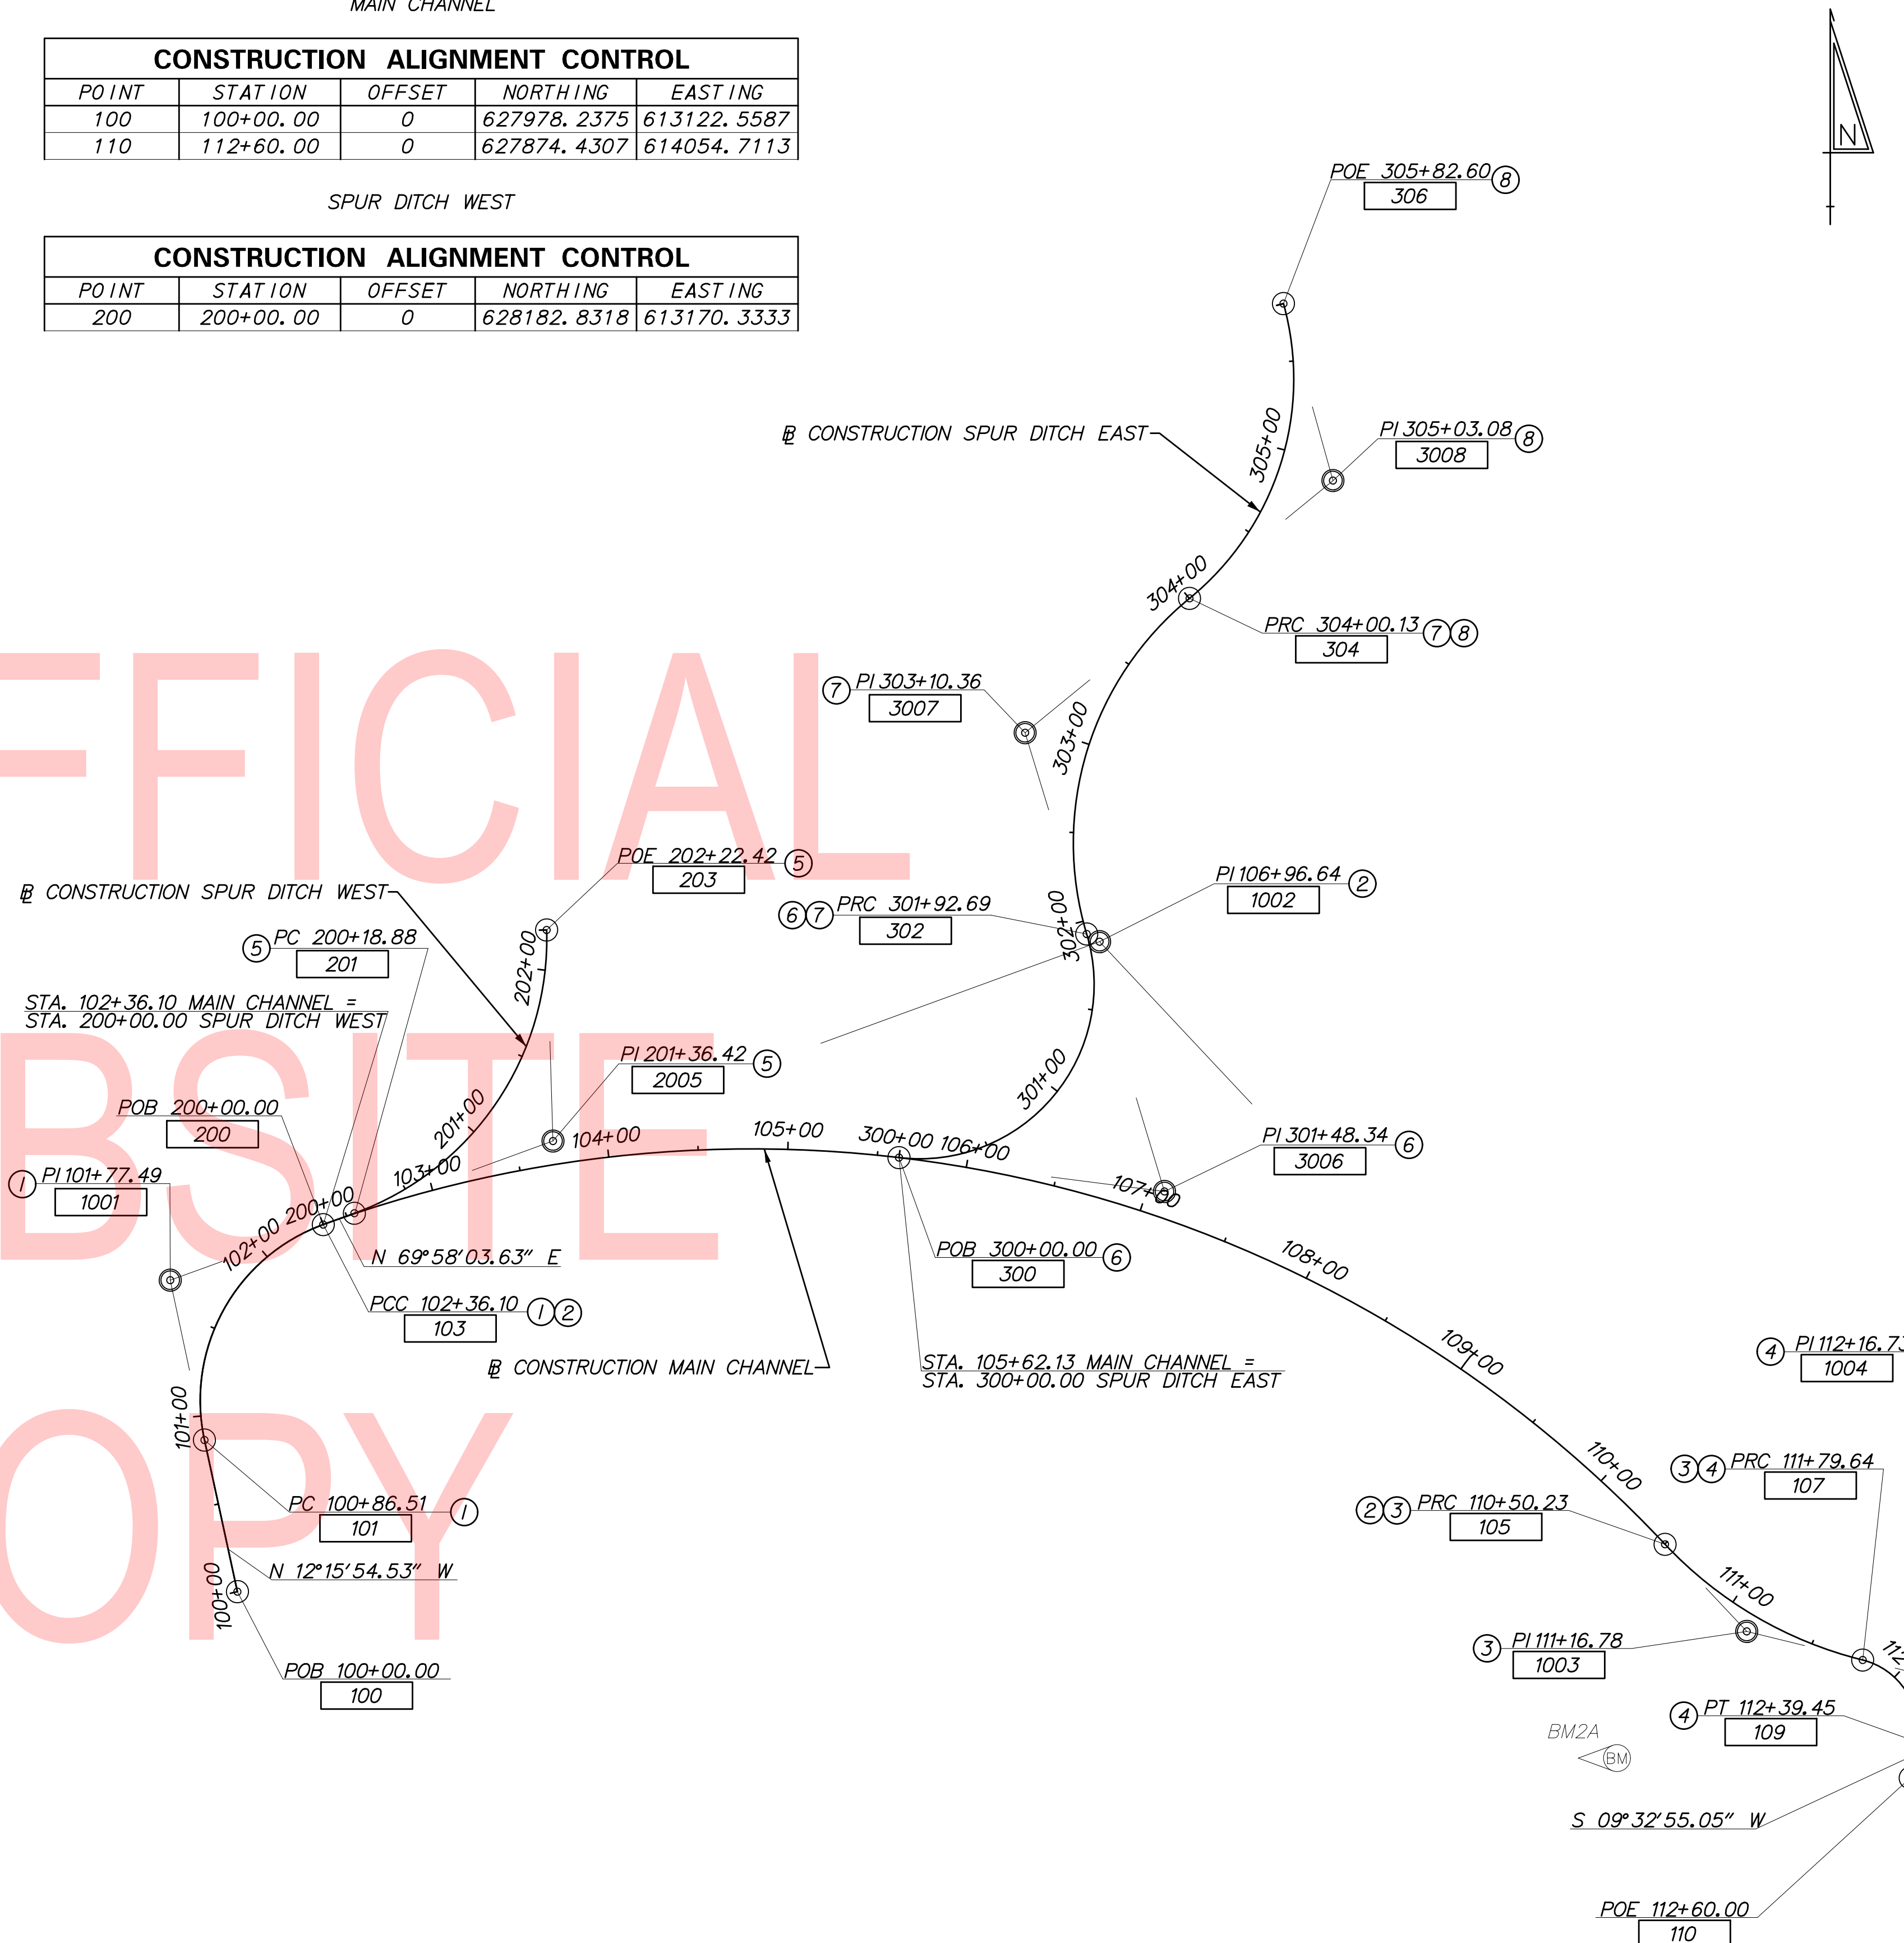 MAIN CHANNEL
CONSTRUCTION ALIGNMENT CONTROL
POINT STATION OFFSET NORTHING EASTING
100 100+00.00 0 627978.2375 613122.5587
110 112+60.00 0 627874.4307 614054.7113
SPUR DITCH WEST
CONSTRUCTION ALIGNMENT CONTROL
POINT STATION OFFSET NORTHING EASTING
200 200+00.00 0 628182.8318 613170.3333
N
POE 305+82.60 8
306
BL CONSTRUCTION SPUR DITCH EAST
305+00
PI 305+03.08 8
3008
304+00
PRC 304+00.13 7 8
304
7 PI 303+10.36
3007
303+00
FFICIAL
POE 202+22.42 5
203
BL CONSTRUCTION SPUR DITCH WEST
6 7 PRC 301+92.69
302
302+00
PI 106+96.64 2
1002
5 PC 200+18.88
201
202+00
STA. 102+36.10 MAIN CHANNEL =
STA. 200+00.00 SPUR DITCH WEST
BSITE
PI 201+36.42 5
2005
301+00
POB 200+00.00
200
201+00
104+00
105+00
300+00
106+00
PI 301+48.34 6
3006
1 PI 101+77.49
1001
103+00
200+00
102+00
107+00
N 69°58'03.63" E
POB 300+00.00 6
300
108+00
PCC 102+36.10 1 2
103
BL CONSTRUCTION MAIN CHANNEL
STA. 105+62.13 MAIN CHANNEL =
STA. 300+00.00 SPUR DITCH EAST
109+00
4 PI 112+16.73
1004
101+00
OPY
110+00
3 4 PRC 111+79.64
107
PC 100+86.51 1
101
2 3 PRC 110+50.23
105
N 12°15'54.53" W
100+00
111+00
3 PI 111+16.78
1003
112
POB 100+00.00
100
4 PT 112+39.45
109
BM2A
BM
S 09°32'55.05" W
POE 112+60.00
110